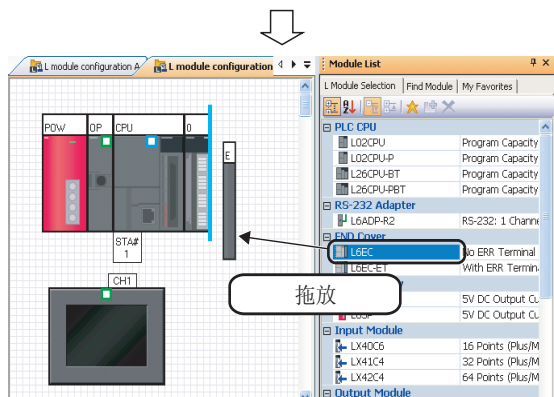 L module configuration A
L module configuration
Module List
L Module Selection
Find Module
My Favorites
POW
OP
CPU
0
E
STA#
1
CH1
PLC CPU
L02CPU Program Capacity
L02CPU-P Program Capacity
L26CPU-BT Program Capacity
L26CPU-PBT Program Capacity
RS-232 Adapter
L6ADP-R2 RS-232: 1 Channe
END Cover
L6EC No ERR Terminal
L6EC-ET With ERR Termina
拖放
5V DC Output Cu
5V DC Output Cu
Input Module
LX40C6 16 Points (Plus/M
LX41C4 32 Points (Plus/M
LX42C4 64 Points (Plus/M
Output Module